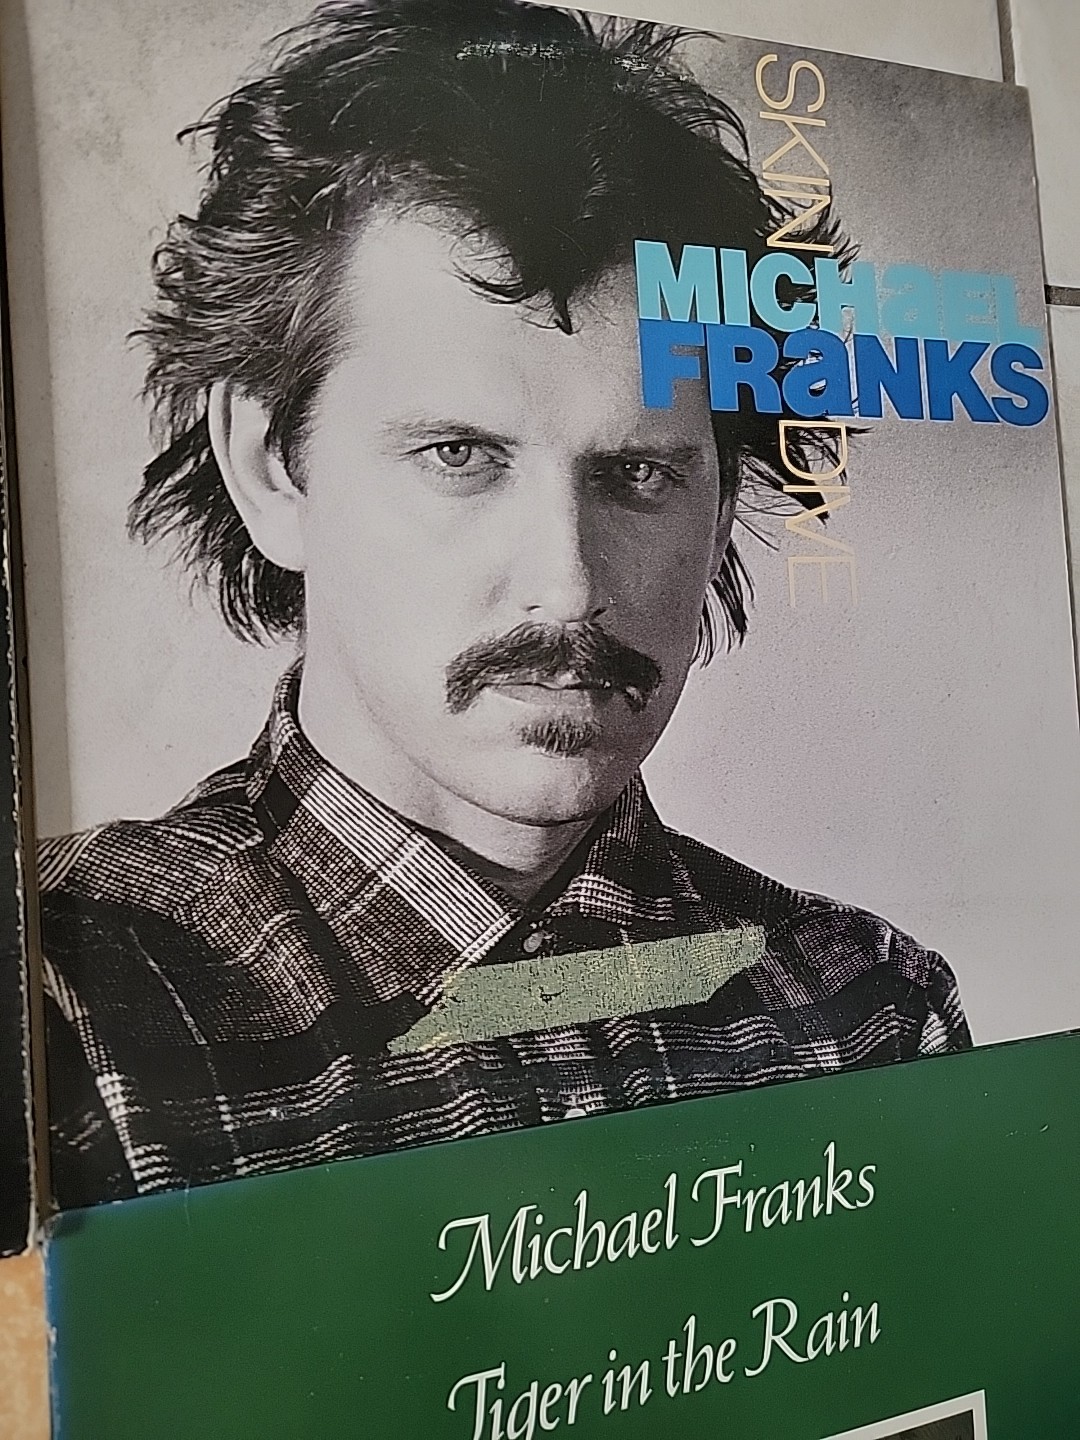 SKIN DIVE
MICHaEL
FRaNKS
Michael Franks
Tiger in the Rain